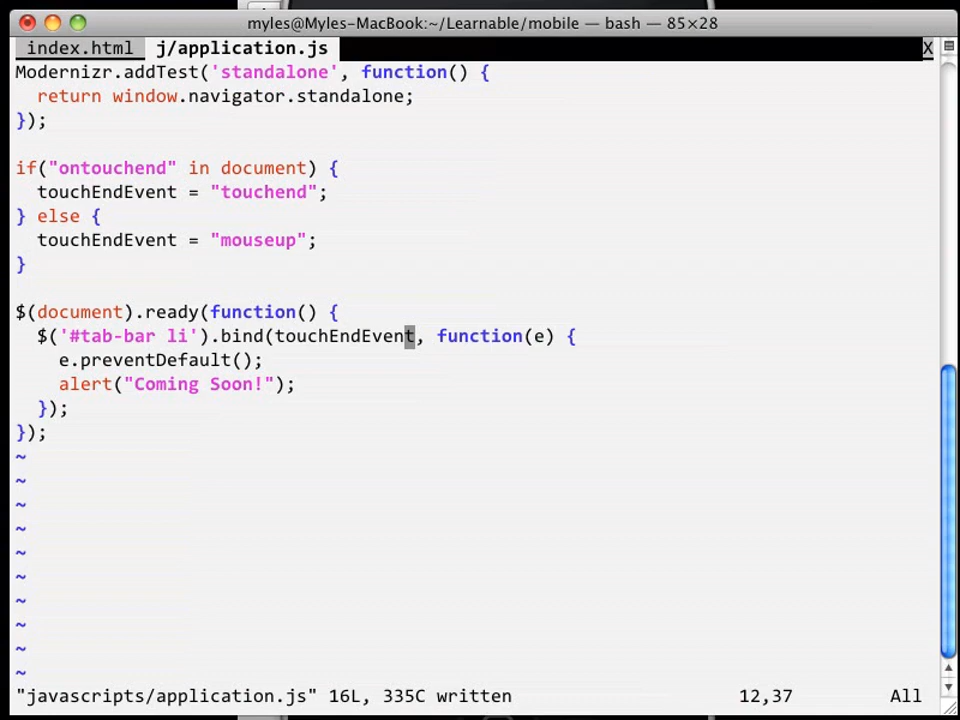 myles@Myles-MacBook:~/Learnable/mobile — bash — 85×28
index.html j/application.js X
Modernizr.addTest('standalone', function() {
  return window.navigator.standalone;
});

if("ontouchend" in document) {
  touchEndEvent = "touchend";
} else {
  touchEndEvent = "mouseup";
}

$(document).ready(function() {
  $('#tab-bar li').bind(touchEndEvent, function(e) {
    e.preventDefault();
    alert("Coming Soon!");
  });
});
~
~
~
~
~
~
~
~
~
~
"javascripts/application.js" 16L, 335C written 12,37 All